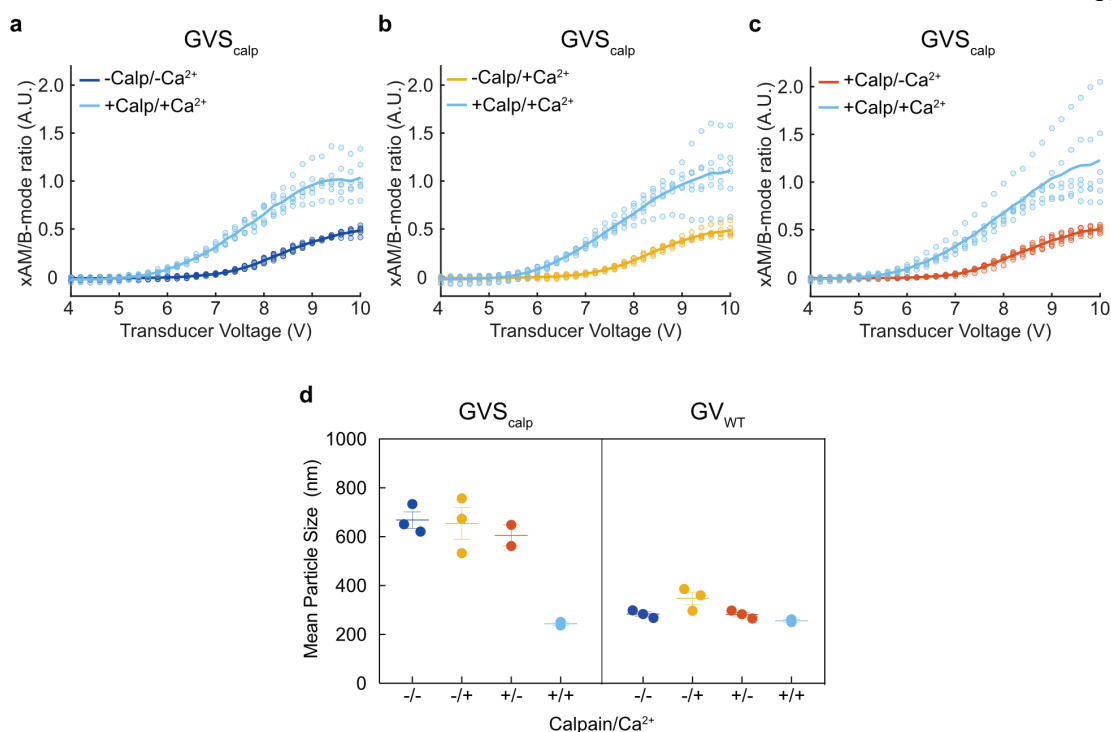 a
GVS_calp
xAM/B-mode ratio (A.U.)
2.0
1.5
1.0
0.5
0
-Calp/-Ca²⁺
+Calp/+Ca²⁺
4 5 6 7 8 9 10
Transducer Voltage (V)
b
GVS_calp
xAM/B-mode ratio (A.U.)
2.0
1.5
1.0
0.5
0
-Calp/+Ca²⁺
+Calp/+Ca²⁺
4 5 6 7 8 9 10
Transducer Voltage (V)
c
GVS_calp
xAM/B-mode ratio (A.U.)
2.0
1.5
1.0
0.5
0
+Calp/-Ca²⁺
+Calp/+Ca²⁺
4 5 6 7 8 9 10
Transducer Voltage (V)
d
GVS_calp GV_WT
Mean Particle Size (nm)
1000
800
600
400
200
0
-/- -/+ +/- +/+ -/- -/+ +/- +/+
Calpain/Ca²⁺